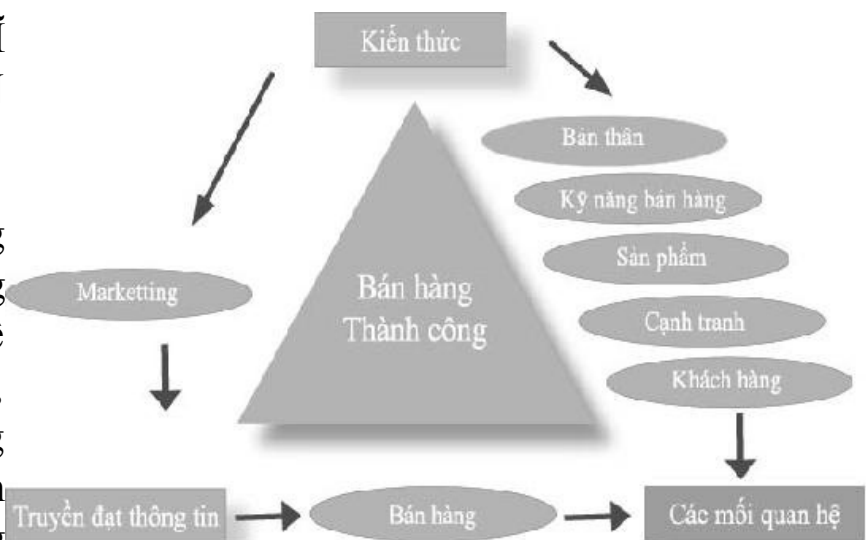 Kiến thức
Bản thân
Kỹ năng bán hàng
Sản phẩm
Marketting
Bán hàng
Thành công
Cạnh tranh
Khách hàng
Truyền đạt thông tin
Bán hàng
Các mối quan hệ